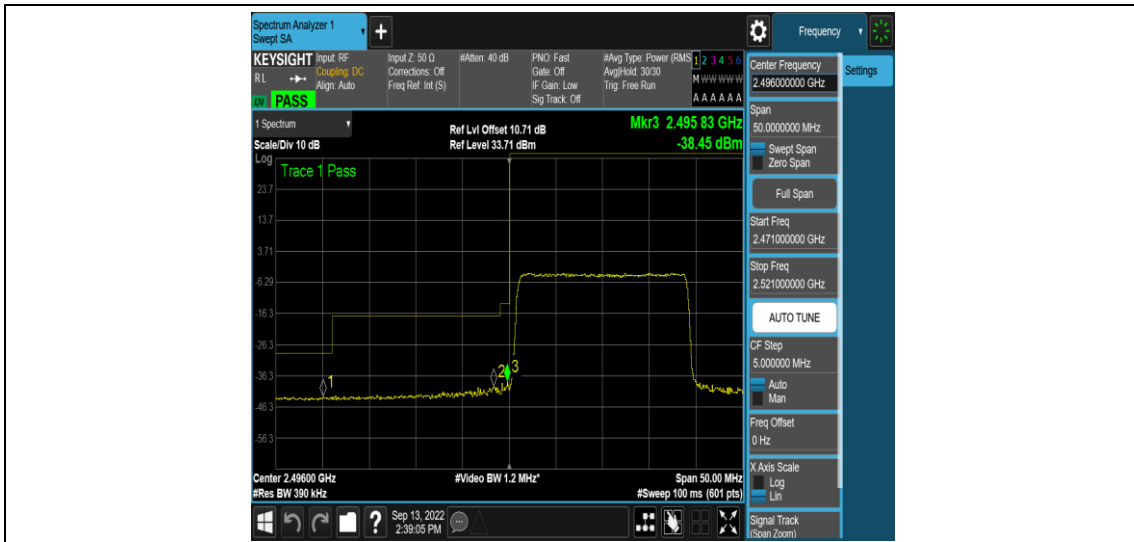 Spectrum Analyzer 1
Swept SA
+
Frequency
KEYSIGHT
RL
LM PASS
Input: RF
Coupling: DC
Align: Auto
Input Z: 50 Ω
Corrections: Off
Freq Ref: Int (S)
#Atten: 40 dB
PNO: Fast
Gate: Off
IF Gain: Low
Sig Track: Off
#Avg Type: Power (RMS
Avg|Hold: 30/30
Trig: Free Run
1 2 3 4 5 6
M W W W W W
A A A A A A
1 Spectrum
Scale/Div 10 dB
Ref Lvl Offset 10.71 dB
Ref Level 33.71 dBm
Mkr3 2.495 83 GHz
-38.45 dBm
Log
Trace 1 Pass
23.7
13.7
3.71
-6.29
-16.3
-26.3
-36.3
-46.3
-56.3
1
2
3
Center 2.49600 GHz
#Res BW 390 kHz
#Video BW 1.2 MHz*
Span 50.00 MHz
#Sweep 100 ms (601 pts)
?
Sep 13, 2022
2:39:05 PM
Center Frequency
2.496000000 GHz
Settings
Span
50.0000000 MHz
Swept Span
Zero Span
Full Span
Start Freq
2.471000000 GHz
Stop Freq
2.521000000 GHz
AUTO TUNE
CF Step
5.000000 MHz
Auto
Man
Freq Offset
0 Hz
X Axis Scale
Log
Lin
Signal Track
(Span Zoom)